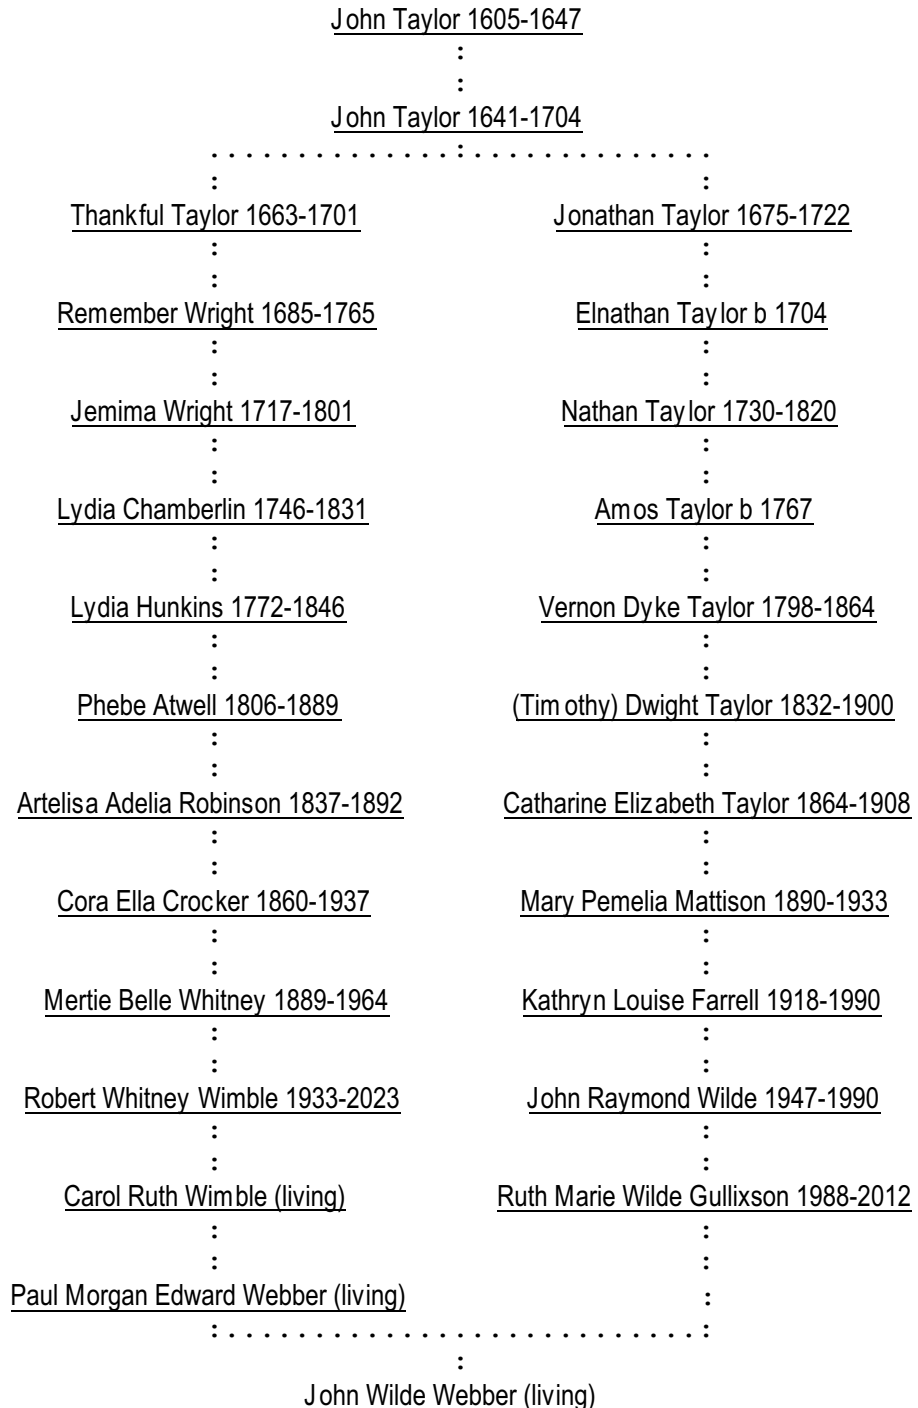 John Taylor 1605-1647
John Taylor 1641-1704
Thankful Taylor 1663-1701 Jonathan Taylor 1675-1722
Remember Wright 1685-1765 Elnathan Taylor b 1704
Jemima Wright 1717-1801 Nathan Taylor 1730-1820
Lydia Chamberlin 1746-1831 Amos Taylor b 1767
Lydia Hunkins 1772-1846 Vernon Dyke Taylor 1798-1864
Phebe Atwell 1806-1889 (Timothy) Dwight Taylor 1832-1900
Artelisa Adelia Robinson 1837-1892 Catharine Elizabeth Taylor 1864-1908
Cora Ella Crocker 1860-1937 Mary Pemelia Mattison 1890-1933
Mertie Belle Whitney 1889-1964 Kathryn Louise Farrell 1918-1990
Robert Whitney Wimble 1933-2023 John Raymond Wilde 1947-1990
Carol Ruth Wimble (living) Ruth Marie Wilde Gullixson 1988-2012
Paul Morgan Edward Webber (living)
John Wilde Webber (living)